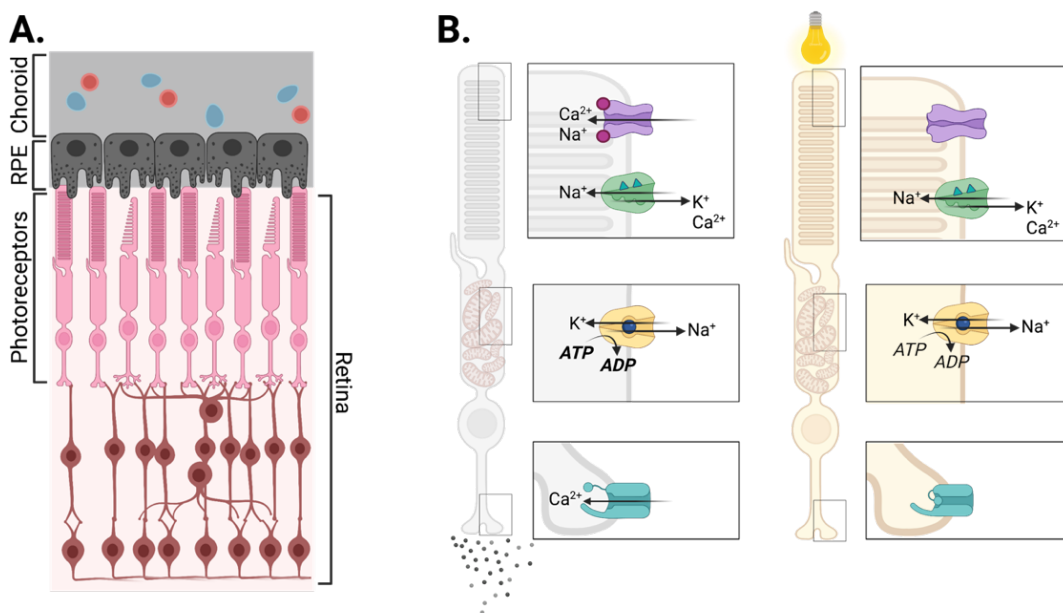 A.
Choroid
RPE
Photoreceptors
Retina
B.
Ca²⁺
Na⁺
Na⁺
K⁺
Ca²⁺
K⁺
Na⁺
ATP
ADP
Ca²⁺
Na⁺
K⁺
Ca²⁺
K⁺
Na⁺
ATP
ADP